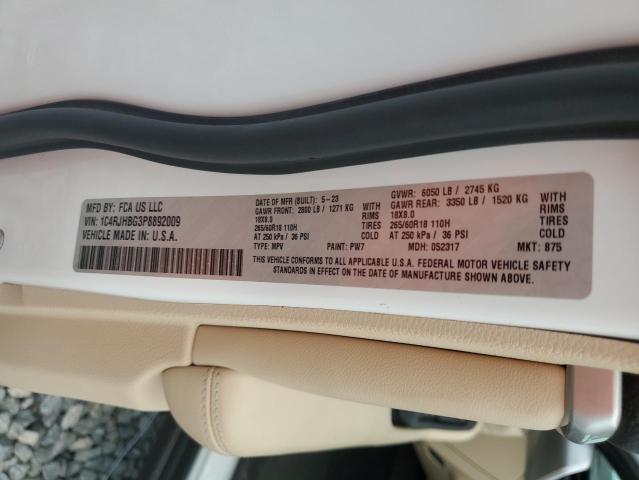 MFD BY: FCA US LLC
VIN: 1C4RJHBG3P8892009
VEHICLE MADE IN: U.S.A.
DATE OF MFR (BUILT): 5-23
GAWR FRONT: 2800 LB / 1271 KG WITH
18X8.0 RIMS
265/60R18 110H TIRES
AT 250 kPa / 36 PSI COLD
GVWR: 6050 LB / 2745 KG
GAWR REAR: 3350 LB / 1520 KG WITH
18X8.0 RIMS
265/60R18 110H TIRES
AT 250 kPa / 36 PSI COLD
TYPE: MPV PAINT: PW7 MDH: 052317 MKT: 875
THIS VEHICLE CONFORMS TO ALL APPLICABLE U.S.A. FEDERAL MOTOR VEHICLE SAFETY
STANDARDS IN EFFECT ON THE DATE OF MANUFACTURE SHOWN ABOVE.